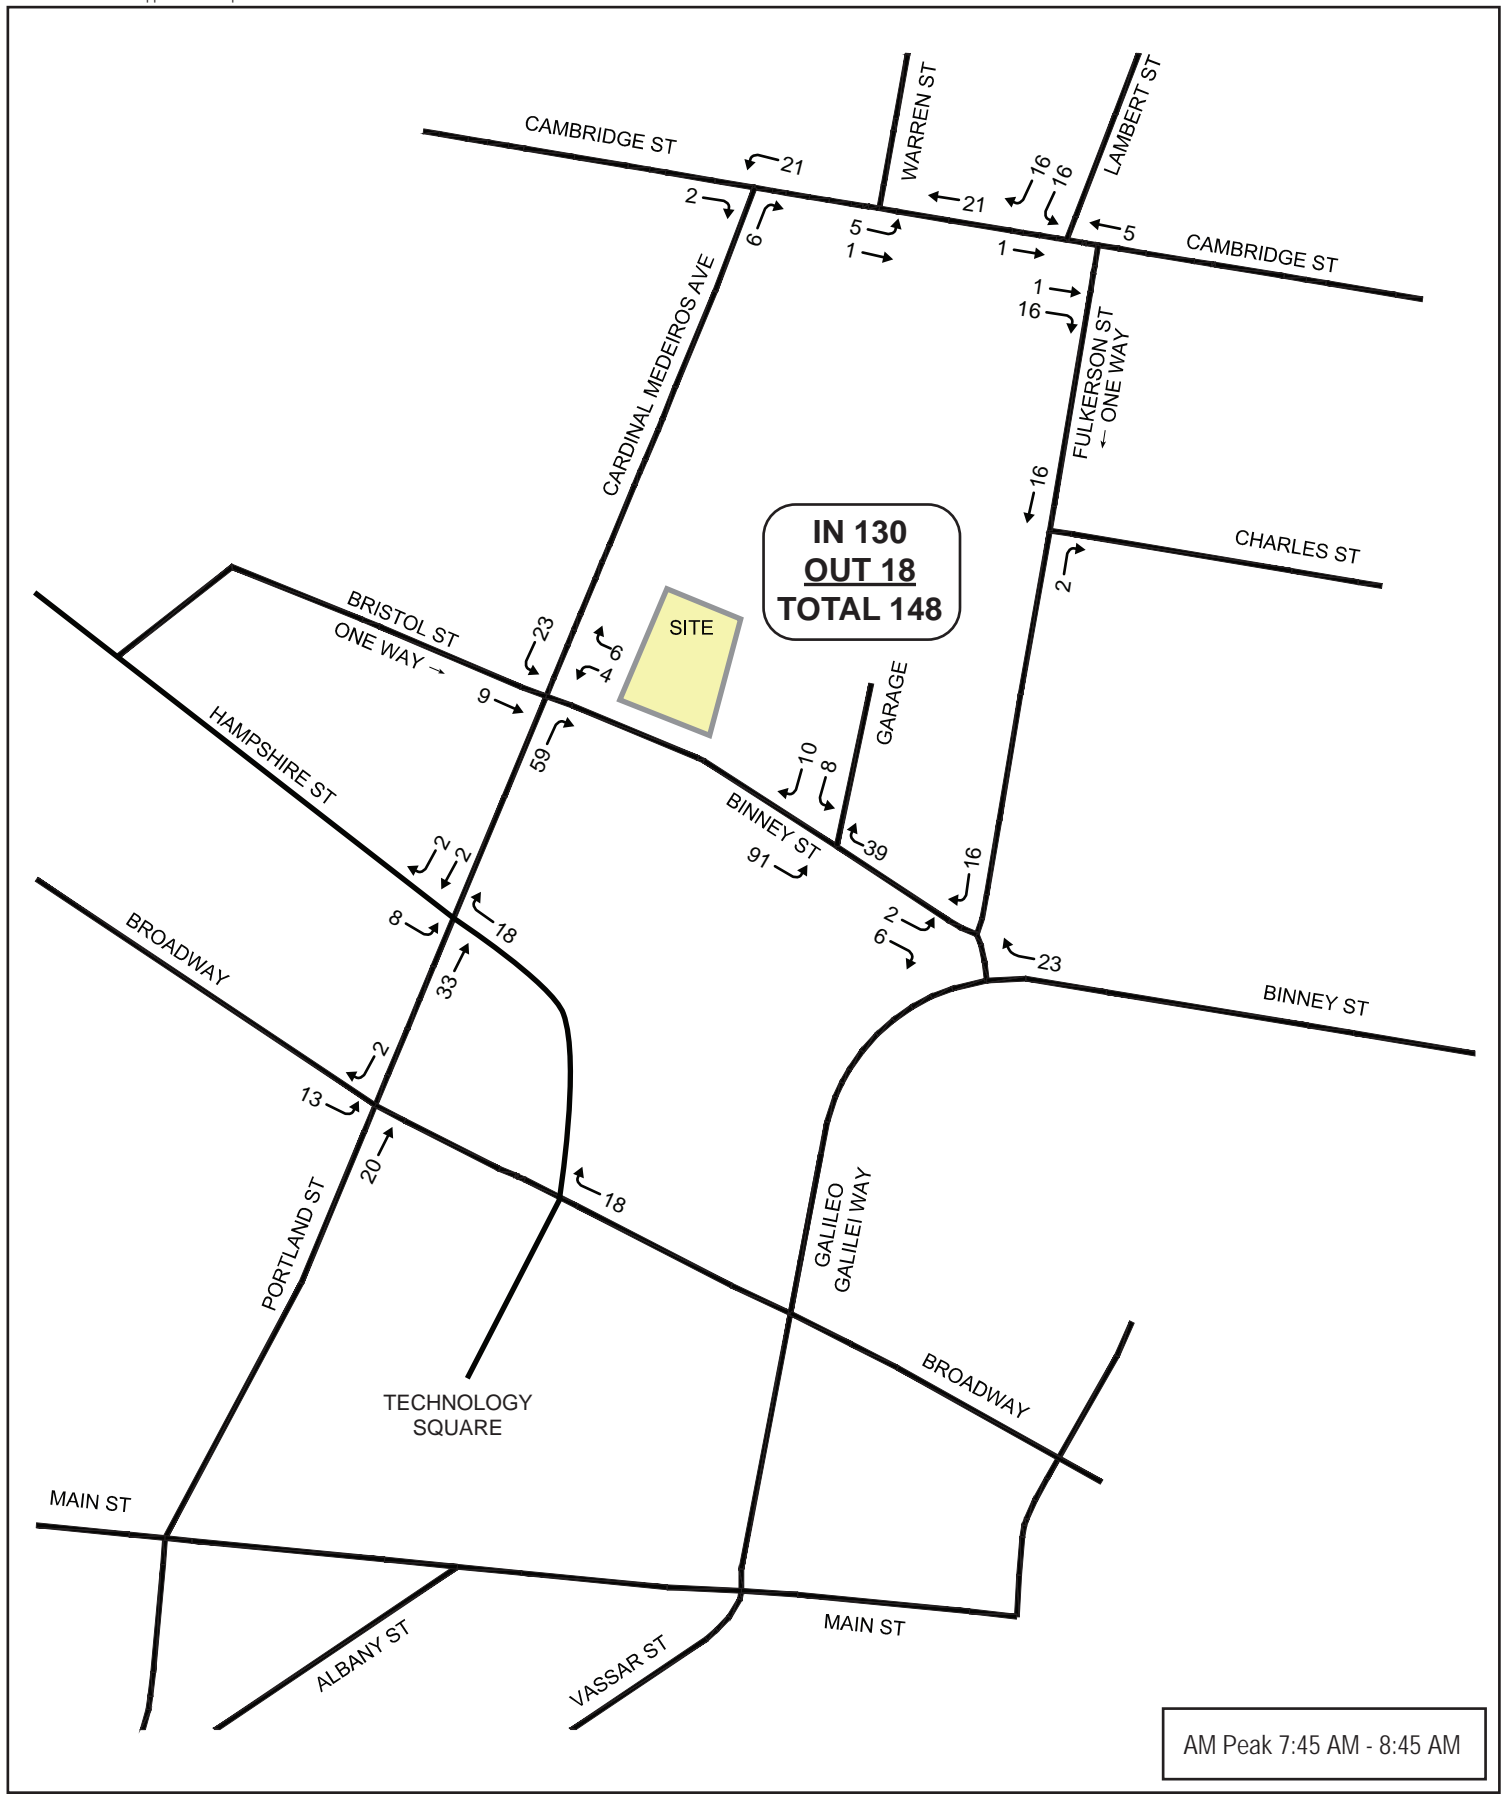 WARREN ST
LAMBERT ST
CAMBRIDGE ST
21
16
16
2
21
6
5
5
1
1
CAMBRIDGE ST
1
16
CARDINAL MEDEIROS AVE
FULKERSON ST
← ONE WAY
16
IN 130
OUT 18
TOTAL 148
CHARLES ST
2
BRISTOL ST
ONE WAY →
23
6
4
SITE
9
GARAGE
59
HAMPSHIRE ST
10
8
BINNEY ST
39
91
16
2
2
8
18
2
6
BROADWAY
33
23
BINNEY ST
2
13
20
18
PORTLAND ST
GALILEO
GALILEI WAY
BROADWAY
TECHNOLOGY
SQUARE
MAIN ST
MAIN ST
ALBANY ST
VASSAR ST
AM Peak 7:45 AM - 8:45 AM